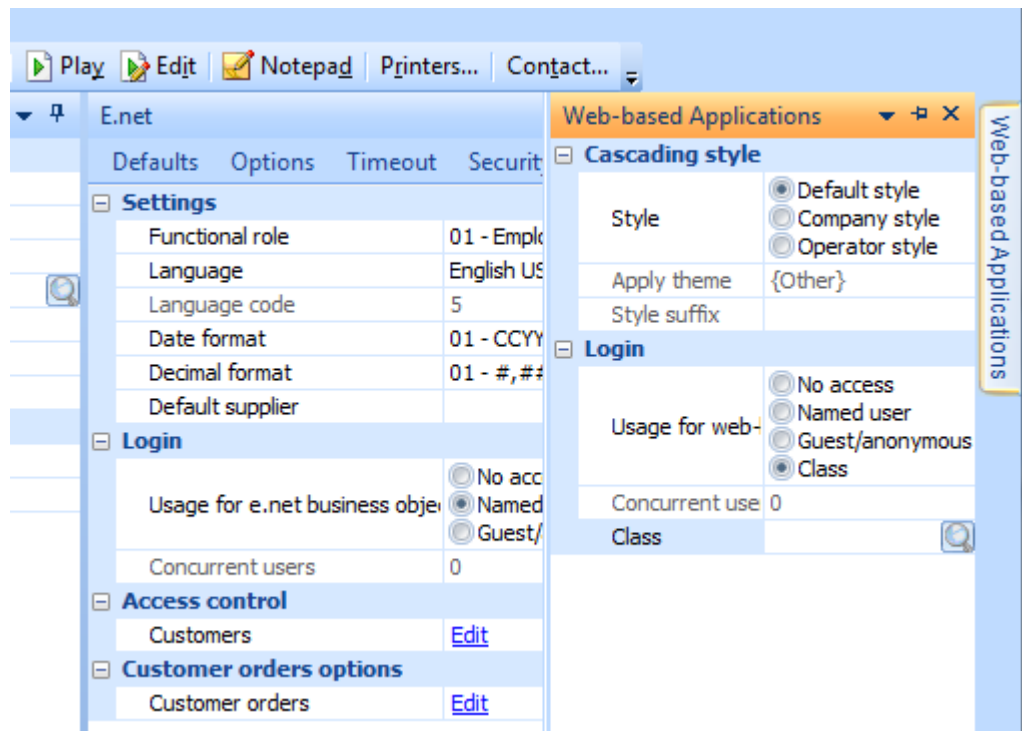 Play Edit Notepad Printers... Contact...
E.net
Defaults Options Timeout Securit
Settings
Functional role 01 - Emplo
Language English US
Language code 5
Date format 01 - CCYY
Decimal format 01 - #,##
Default supplier
Login
Usage for e.net business obje
No acc
Named
Guest/
Concurrent users 0
Access control
Customers Edit
Customer orders options
Customer orders Edit
Web-based Applications
Cascading style
Style
Default style
Company style
Operator style
Apply theme {Other}
Style suffix
Login
Usage for web-
No access
Named user
Guest/anonymous
Class
Concurrent use 0
Class
Web-based Applications